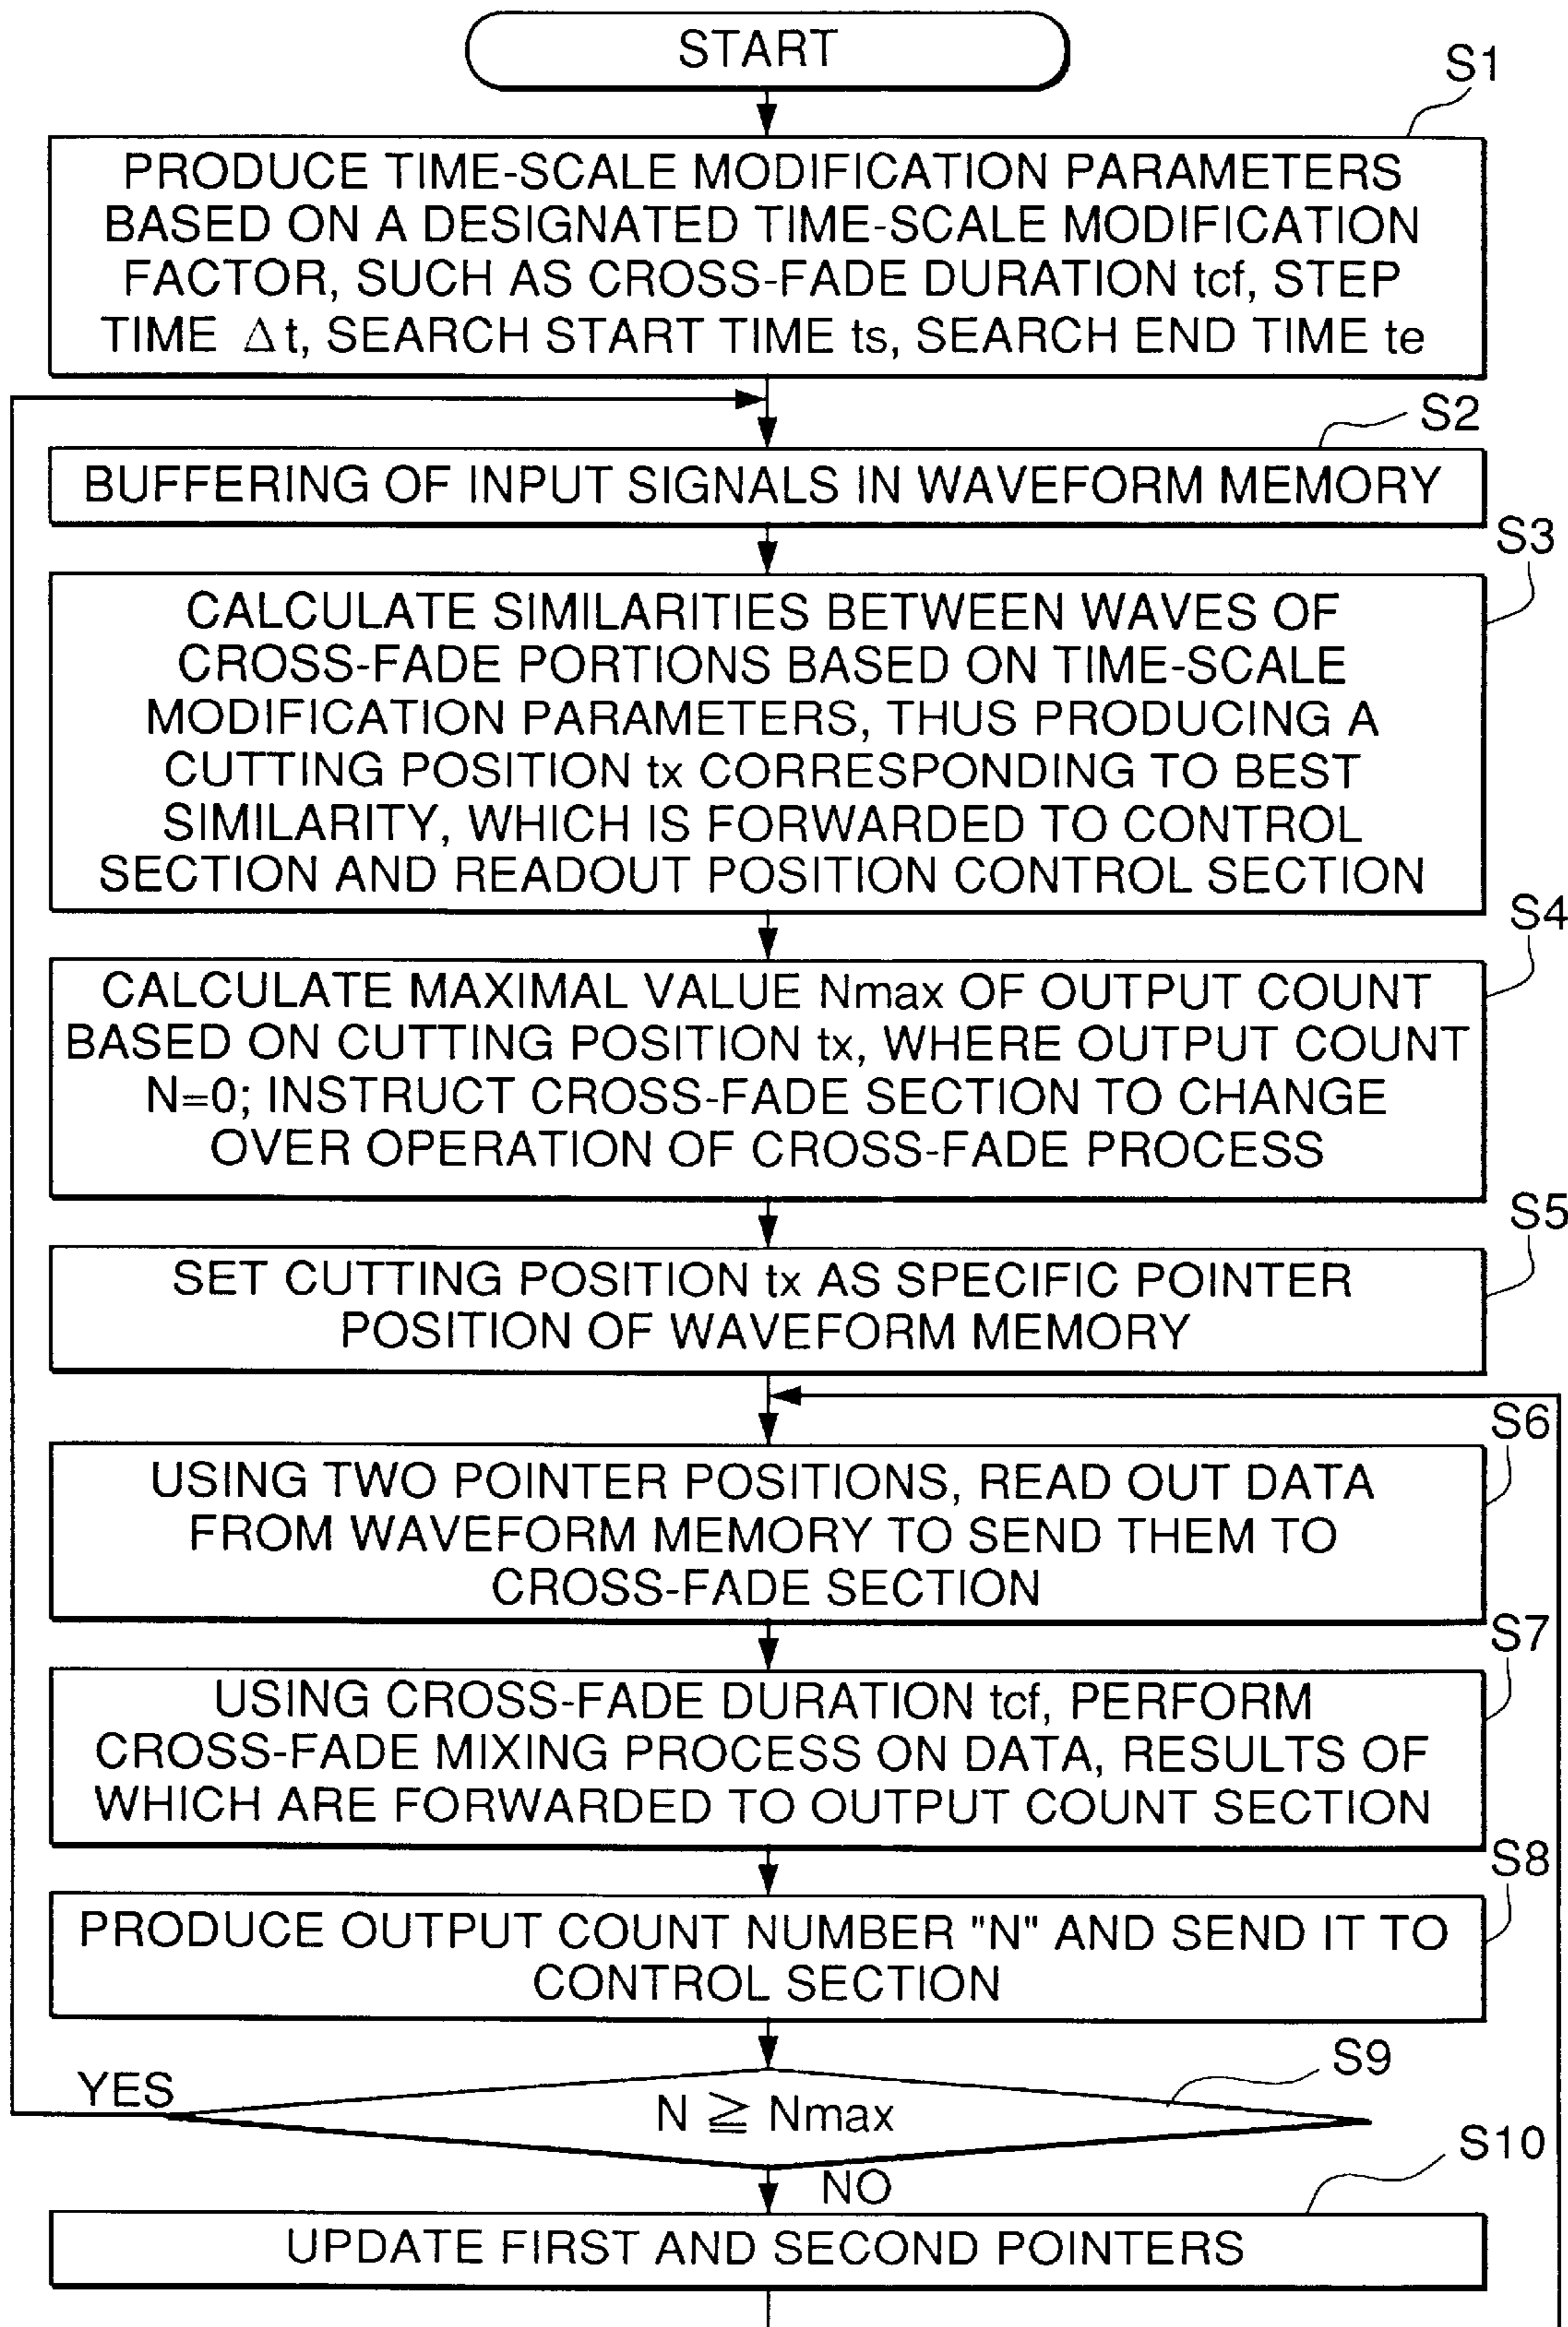 START
S1
PRODUCE TIME-SCALE MODIFICATION PARAMETERS
BASED ON A DESIGNATED TIME-SCALE MODIFICATION
FACTOR, SUCH AS CROSS-FADE DURATION tcf, STEP
TIME Δt, SEARCH START TIME ts, SEARCH END TIME te
S2
BUFFERING OF INPUT SIGNALS IN WAVEFORM MEMORY
S3
CALCULATE SIMILARITIES BETWEEN WAVES OF
CROSS-FADE PORTIONS BASED ON TIME-SCALE
MODIFICATION PARAMETERS, THUS PRODUCING A
CUTTING POSITION tx CORRESPONDING TO BEST
SIMILARITY, WHICH IS FORWARDED TO CONTROL
SECTION AND READOUT POSITION CONTROL SECTION
S4
CALCULATE MAXIMAL VALUE Nmax OF OUTPUT COUNT
BASED ON CUTTING POSITION tx, WHERE OUTPUT COUNT
N=0; INSTRUCT CROSS-FADE SECTION TO CHANGE
OVER OPERATION OF CROSS-FADE PROCESS
S5
SET CUTTING POSITION tx AS SPECIFIC POINTER
POSITION OF WAVEFORM MEMORY
S6
USING TWO POINTER POSITIONS, READ OUT DATA
FROM WAVEFORM MEMORY TO SEND THEM TO
CROSS-FADE SECTION
S7
USING CROSS-FADE DURATION tcf, PERFORM
CROSS-FADE MIXING PROCESS ON DATA, RESULTS OF
WHICH ARE FORWARDED TO OUTPUT COUNT SECTION
S8
PRODUCE OUTPUT COUNT NUMBER "N" AND SEND IT TO
CONTROL SECTION
S9
YES
N ≧ Nmax
S10
NO
UPDATE FIRST AND SECOND POINTERS